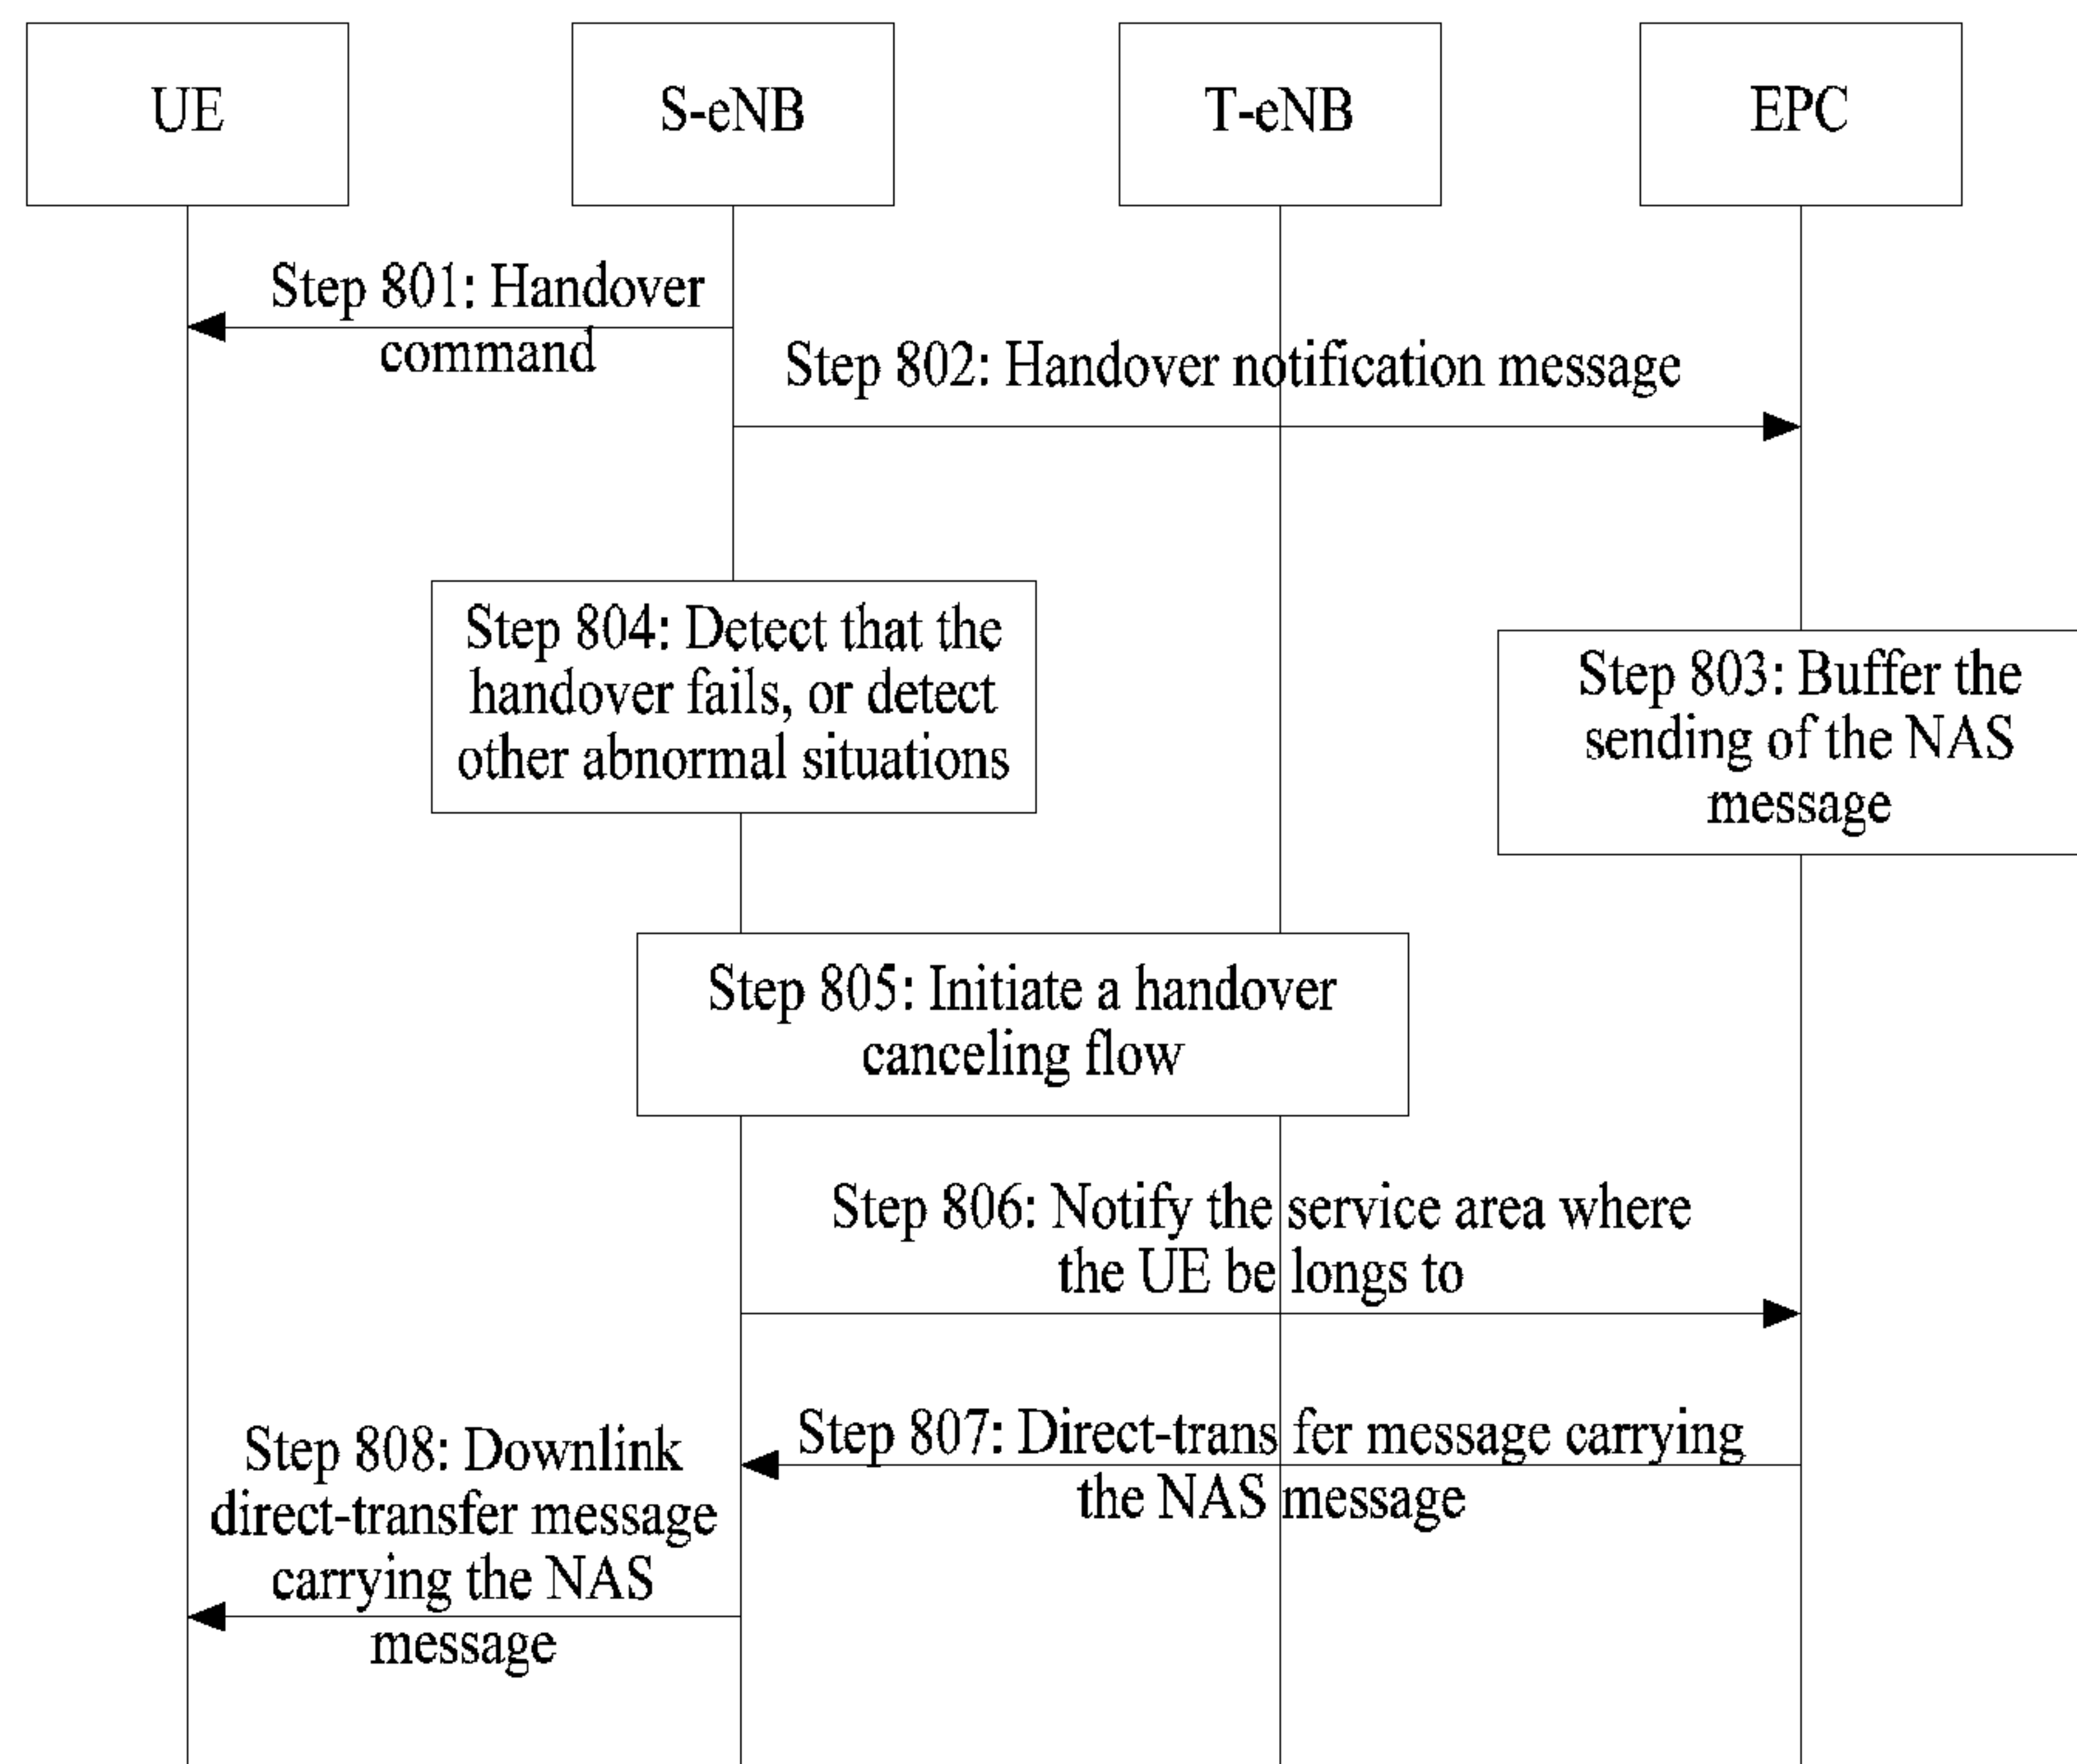 UE
S-eNB
T-eNB
EPC
Step 801: Handover
command
Step 802: Handover notification message
Step 804: Detect that the
handover fails, or detect
other abnormal situations
Step 803: Buffer the
sending of the NAS
message
Step 805: Initiate a handover
canceling flow
Step 806: Notify the service area where
the UE be longs to
Step 807: Direct-trans fer message carrying
the NAS message
Step 808: Downlink
direct-transfer message
carrying the NAS
message